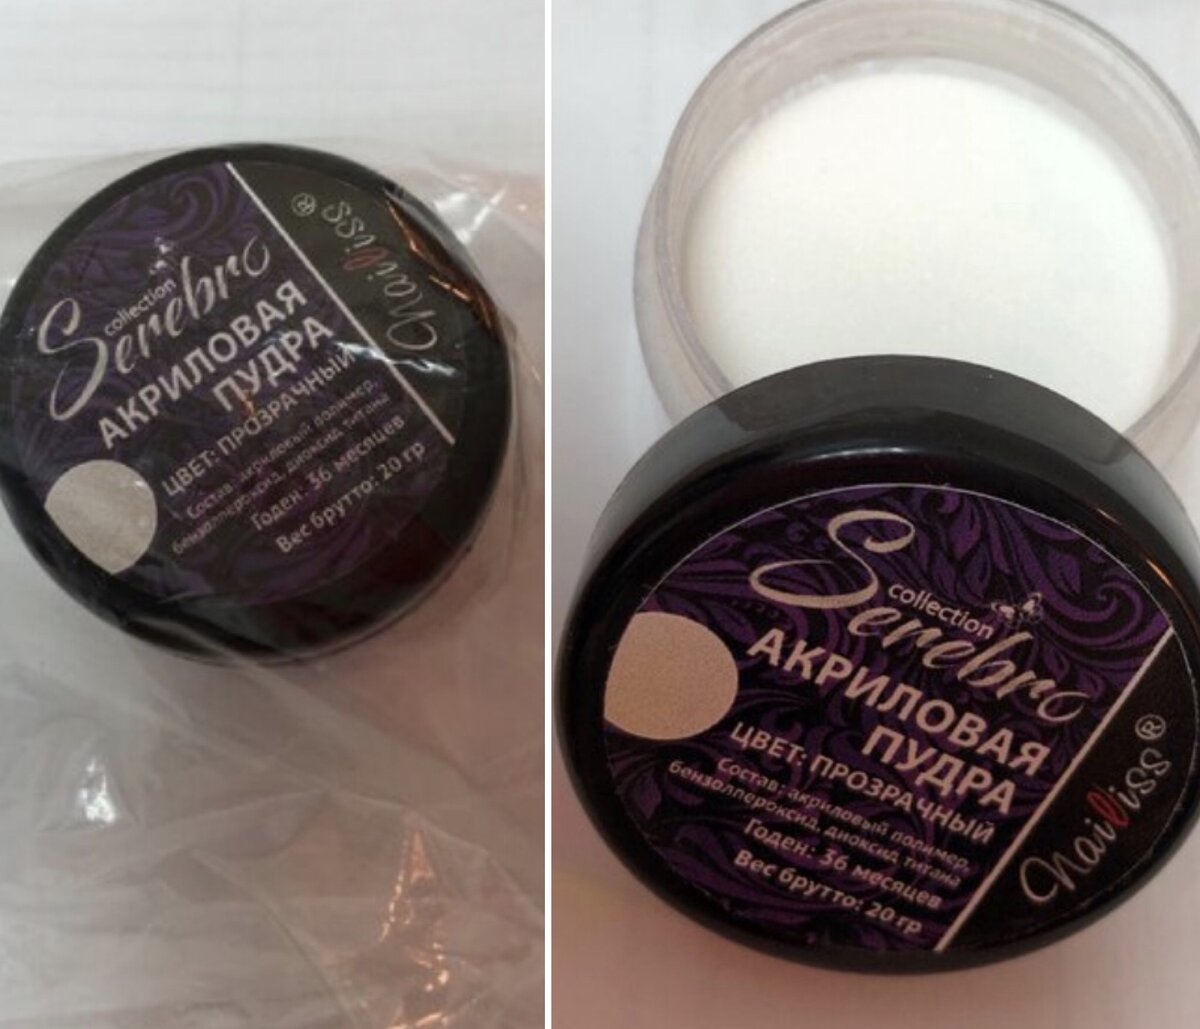 Serebro
collection
АКРИЛОВАЯ
ПУДРА
ЦВЕТ: ПРОЗРАЧНЫЙ
Состав: акриловый полимер,
бензоллпероксид, диоксид титана
Годен: 36 месяцев
Вес брутто: 20 гр
Nailiss®
Serebro
collection
АКРИЛОВАЯ
ПУДРА
ЦВЕТ: ПРОЗРАЧНЫЙ
Состав: акриловый полимер,
бензоллпероксид, диоксид титана
Годен: 36 месяцев
Вес брутто: 20 гр
Nailiss®